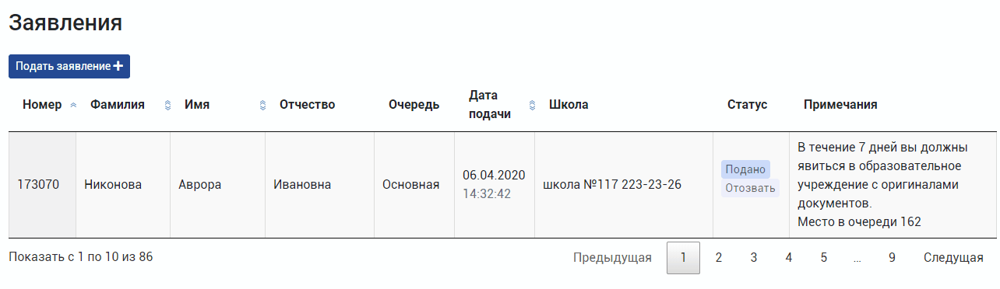 Заявления
Подать заявление
Номер Фамилия Имя Отчество Очередь Дата подачи Школа Статус Примечания
173070 Никонова Аврора Ивановна Основная 06.04.2020 14:32:42 школа №117 223-23-26 Подано Отозвать
В течение 7 дней вы должны
явиться в образовательное
учреждение с оригиналами
документов.
Место в очереди 162
Показать с 1 по 10 из 86
Предыдущая 1 2 3 4 5 ... 9 Следующая